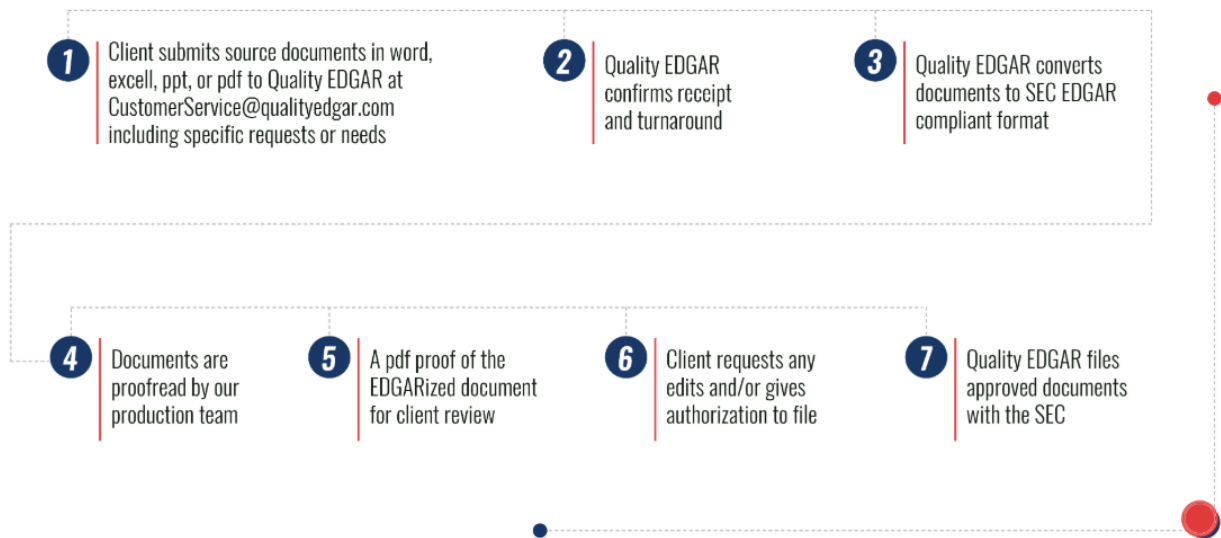 1
Client submits source documents in word,
excell, ppt, or pdf to Quality EDGAR at
CustomerService@qualityedgar.com
including specific requests or needs
2
Quality EDGAR
confirms receipt
and turnaround
3
Quality EDGAR converts
documents to SEC EDGAR
compliant format
4
Documents are
proofread by our
production team
5
A pdf proof of the
EDGARized document
for client review
6
Client requests any
edits and/or gives
authorization to file
7
Quality EDGAR files
approved documents
with the SEC